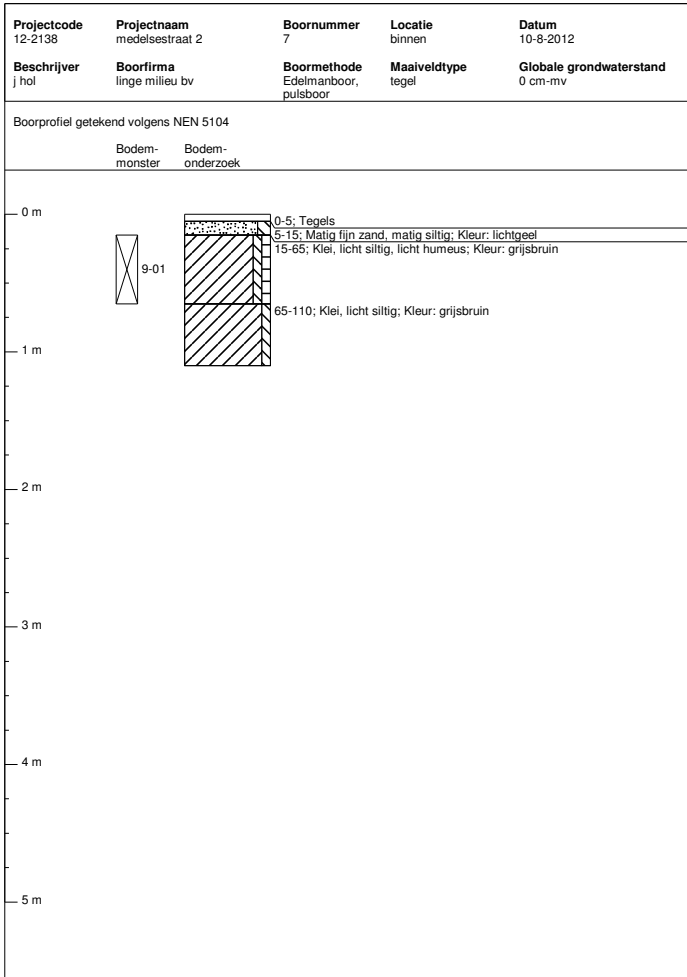 Projectcode Projectnaam Boornummer Locatie Datum
12-2138 medelsestraat 2 7 binnen 10-8-2012
Beschrijver Boorfirma Boormethode Maaiveldtype Globale grondwaterstand
j hol linge milieu bv Edelmanboor, tegel 0 cm-mv
pulsboor
Boorprofiel getekend volgens NEN 5104
Bodem- Bodem-
monster onderzoek
0 m
0-5; Tegels
5-15; Matig fijn zand, matig siltig; Kleur: lichtgeel
15-65; Klei, licht siltig, licht humeus; Kleur: grijsbruin
9-01
65-110; Klei, licht siltig; Kleur: grijsbruin
1 m
2 m
3 m
4 m
5 m